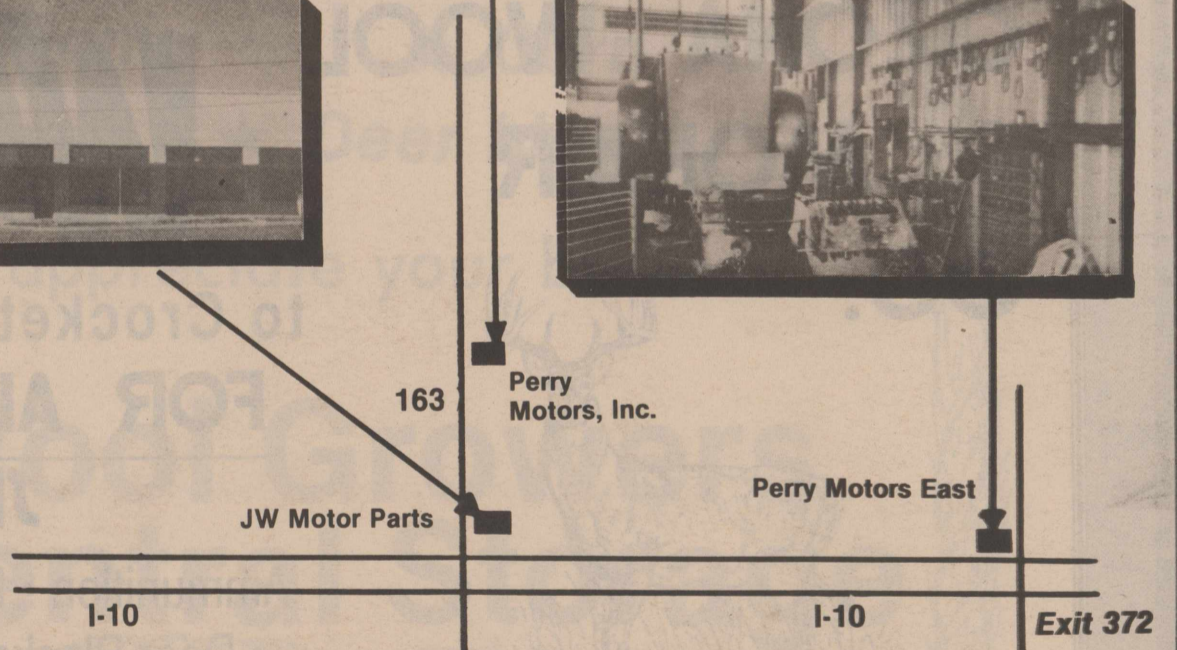 163
Perry
Motors, Inc.
Perry Motors East
JW Motor Parts
I-10
I-10
Exit 372